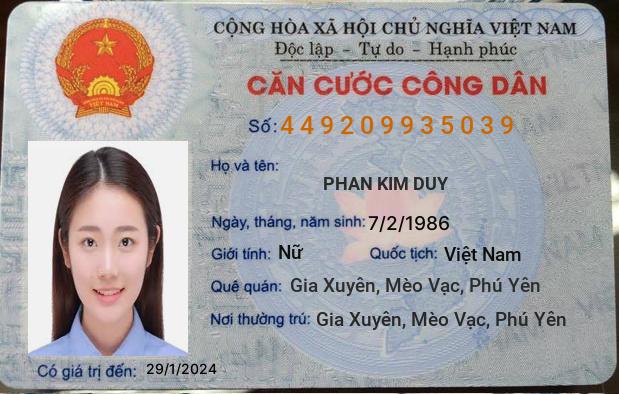 CỘNG HÒA XÃ HỘI CHỦ NGHĨA VIỆT NAM
Độc lập - Tự do - Hạnh phúc
CĂN CƯỚC CÔNG DÂN
Số: 449209935039
Họ và tên:
PHAN KIM DUY
Ngày, tháng, năm sinh: 7/2/1986
Giới tính: Nữ Quốc tịch: Việt Nam
Quê quán: Gia Xuyên, Mèo Vạc, Phú Yên
Nơi thường trú: Gia Xuyên, Mèo Vạc, Phú Yên
Có giá trị đến: 29/1/2024
VIỆT NAM